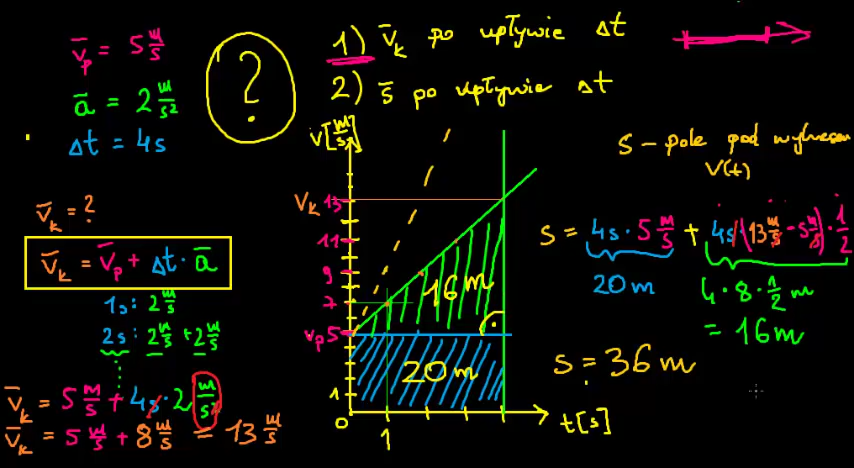 v̄p = 5 m/s
ā = 2 m/s²
Δt = 4s
?
1) v̄k po upływie Δt
2) s̄ po upływie Δt
v̄k = ?
v̄k = v̄p + Δt · ā
1s: 2 m/s
2s: 2 m/s + 2 m/s
v̄k = 5 m/s + 4s · 2 m/s²
v̄k = 5 m/s + 8 m/s = 13 m/s
V[m/s]
Vk 13
11
9
7
vp 5
1
0
1
t[s]
16 m
20 m
s – pole pod wykresem
V(t)
s = 4s · 5 m/s + 4s · (13 m/s - 5 m/s) · 1/2
20 m
4 · 8 · 1/2 m
= 16 m
s = 36 m